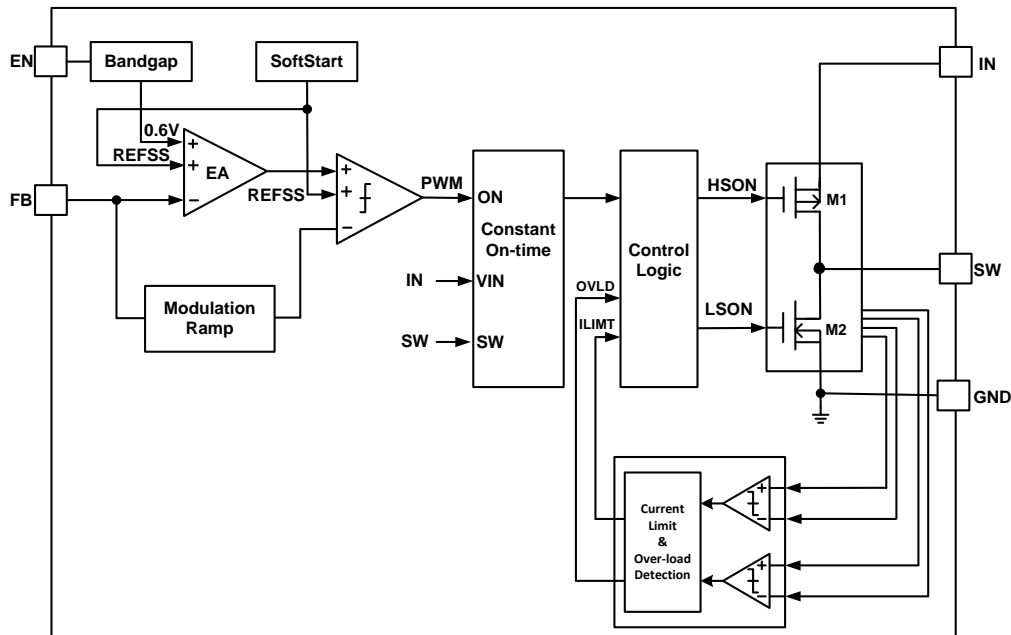 EN
Bandgap
SoftStart
IN
0.6V
REFSS
EA
FB
REFSS
PWM
ON
Constant
On-time
IN
VIN
SW
SW
Modulation
Ramp
Control
Logic
OVLD
ILIMT
HSON
LSON
M1
M2
SW
GND
Current
Limit
&
Over-load
Detection
+
+
−
+
+
−
+
−
+
−